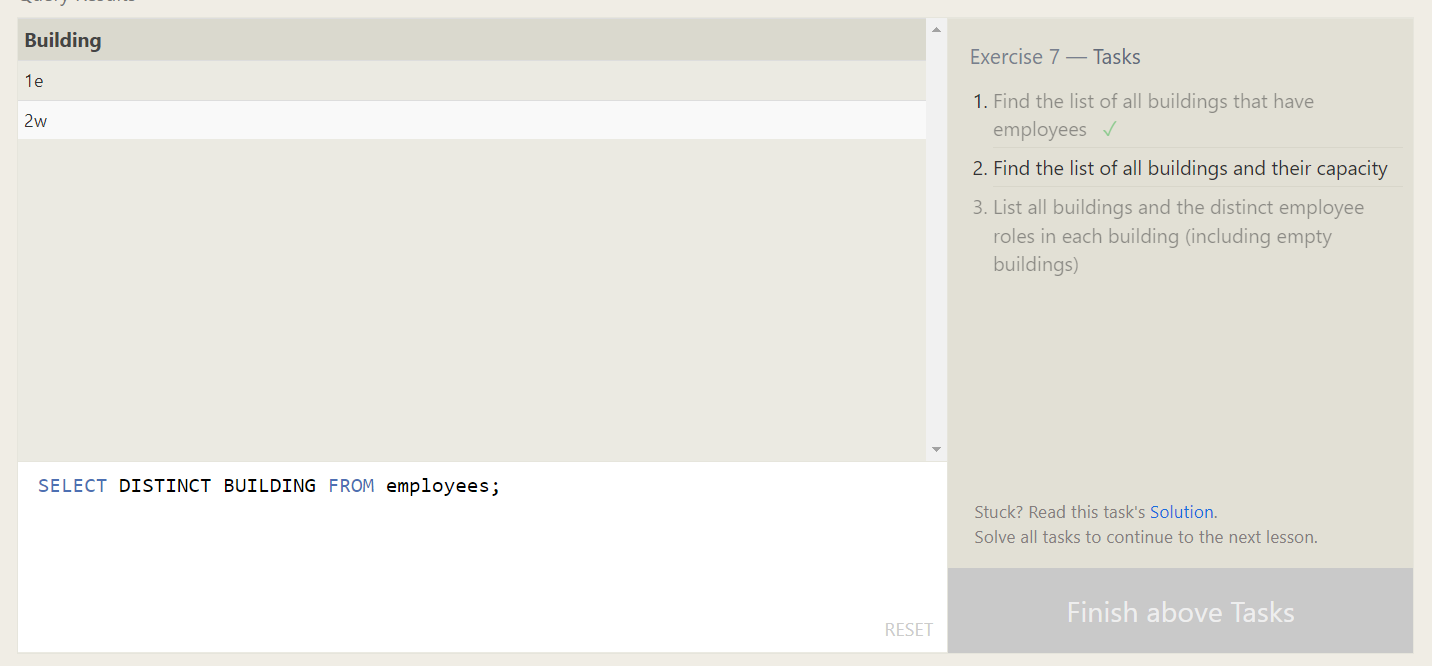 Query Results
Building
1e
2w
SELECT DISTINCT BUILDING FROM employees;
RESET
Exercise 7 — Tasks
1. Find the list of all buildings that have
employees ✓
2. Find the list of all buildings and their capacity
3. List all buildings and the distinct employee
roles in each building (including empty
buildings)
Stuck? Read this task's Solution.
Solve all tasks to continue to the next lesson.
Finish above Tasks